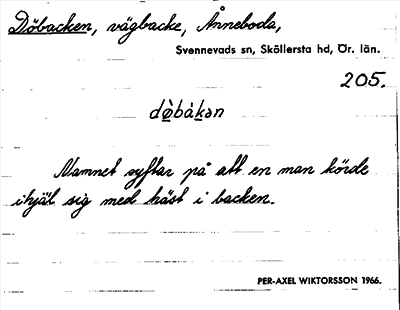 Döbacken, vägbacke, Ånneboda,
Svennevads sn, Sköllersta hd, Ör. län.
205.
dø̀bàkən
Namnet syftar på att en man körde
ihjäl sig med häst i backen.
PER-AXEL WIKTORSSON 1966.